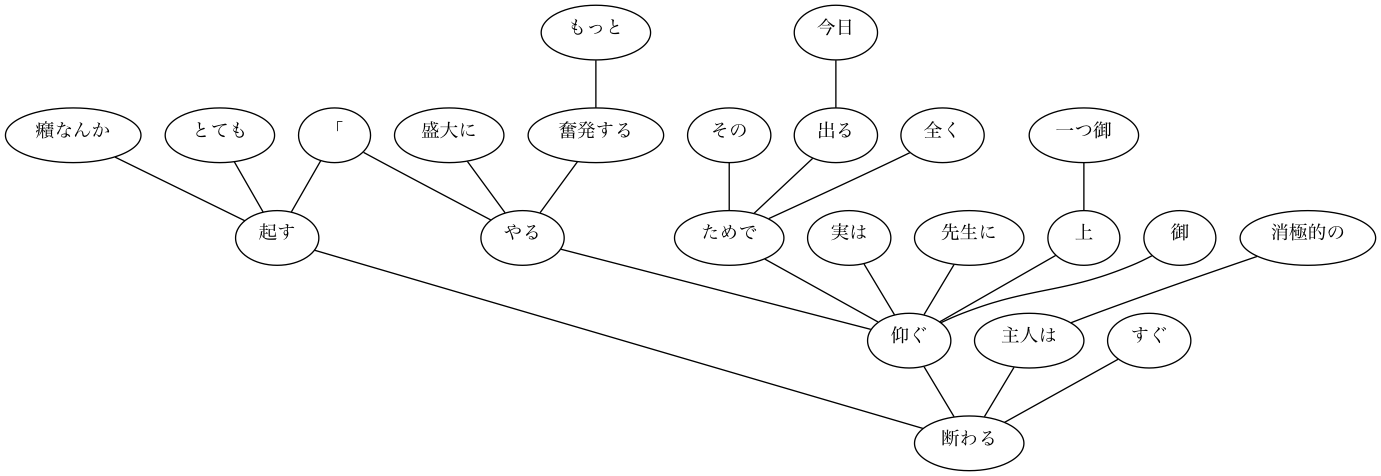 もっと
今日
癪なんか
とても
「
盛大に
奮発する
その
出る
全く
一つ御
起す
やる
ためで
実は
先生に
上
御
消極的の
仰ぐ
主人は
すぐ
断わる